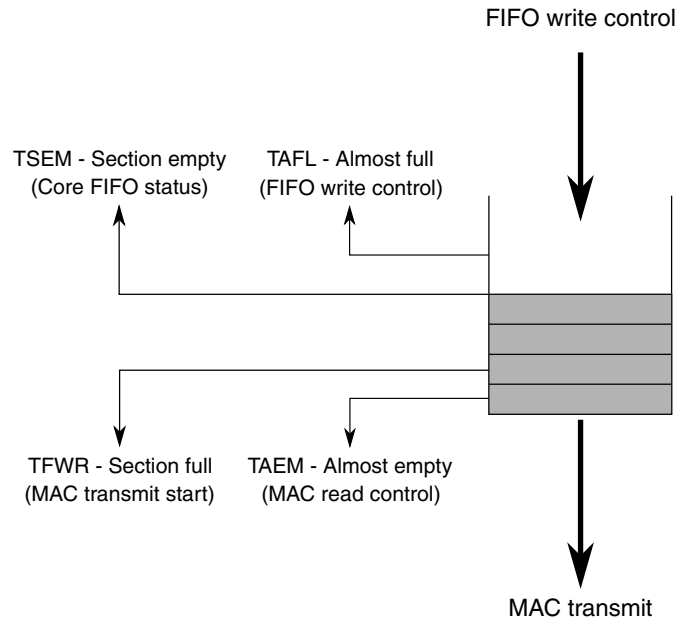 FIFO write control
TSEM - Section empty
(Core FIFO status)
TAFL - Almost full
(FIFO write control)
TFWR - Section full
(MAC transmit start)
TAEM - Almost empty
(MAC read control)
MAC transmit